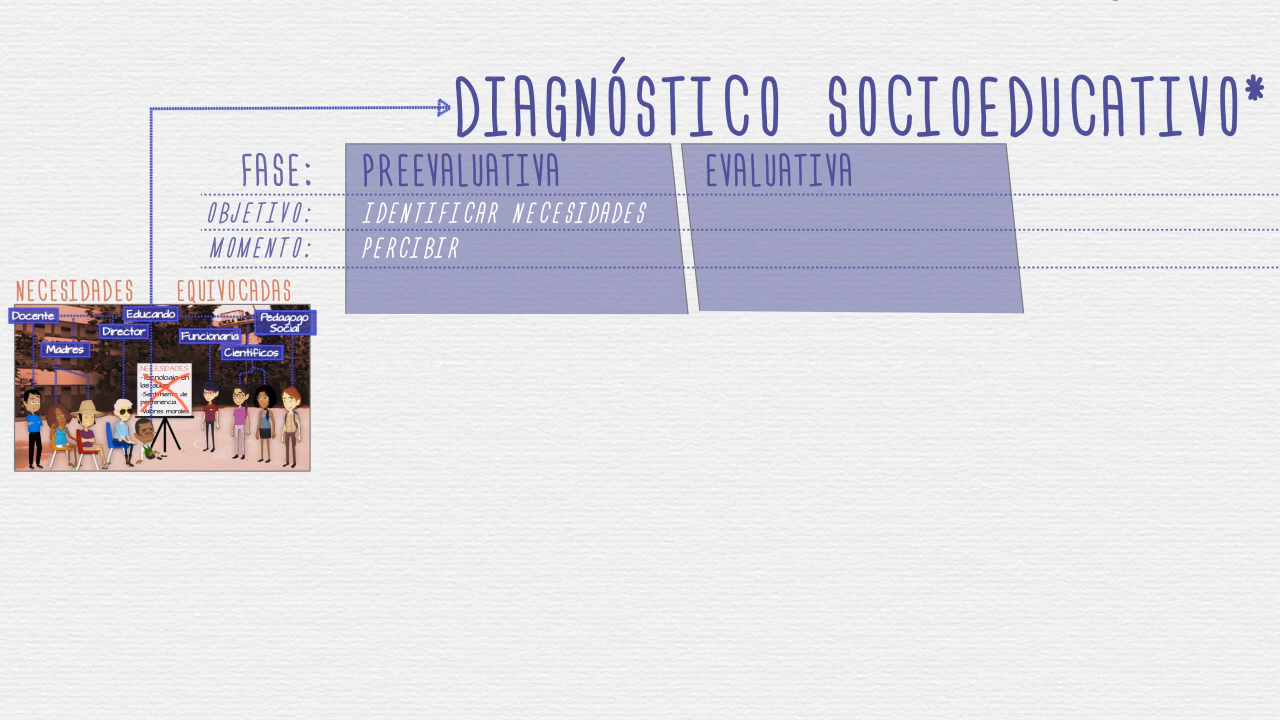 DIAGNÓSTICO SOCIOEDUCATIVO*
FASE: PREEVALUATIVA EVALUATIVA
OBJETIVO: IDENTIFICAR NECESIDADES
MOMENTO: PERCIBIR
NECESIDADES EQUIVOCADAS
Docente
Educando
Pedagogo
Social
Director
Funcionaria
Madres
Científicos
NECESIDADES
-Tecnología en
las aulas
-Sentimiento de
pertenencia
-Valores morales